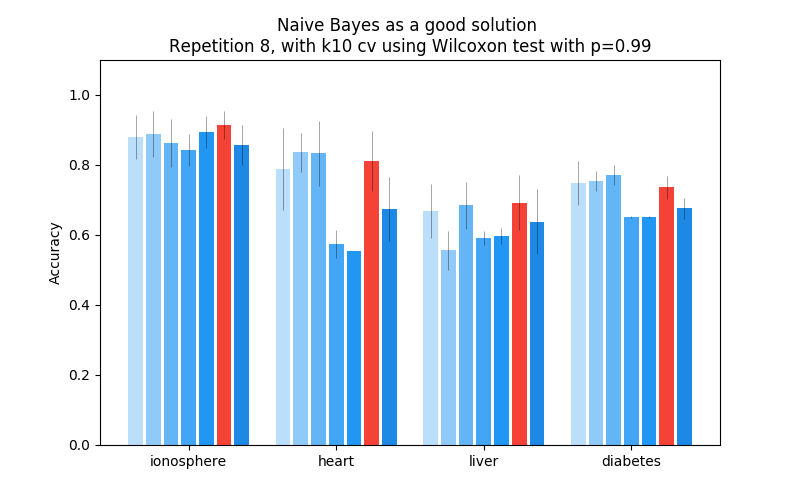 Naive Bayes as a good solution
Repetition 8, with k10 cv using Wilcoxon test with p=0.99
1.0
0.8
0.6
0.4
0.2
0.0
Accuracy
ionosphere
heart
liver
diabetes